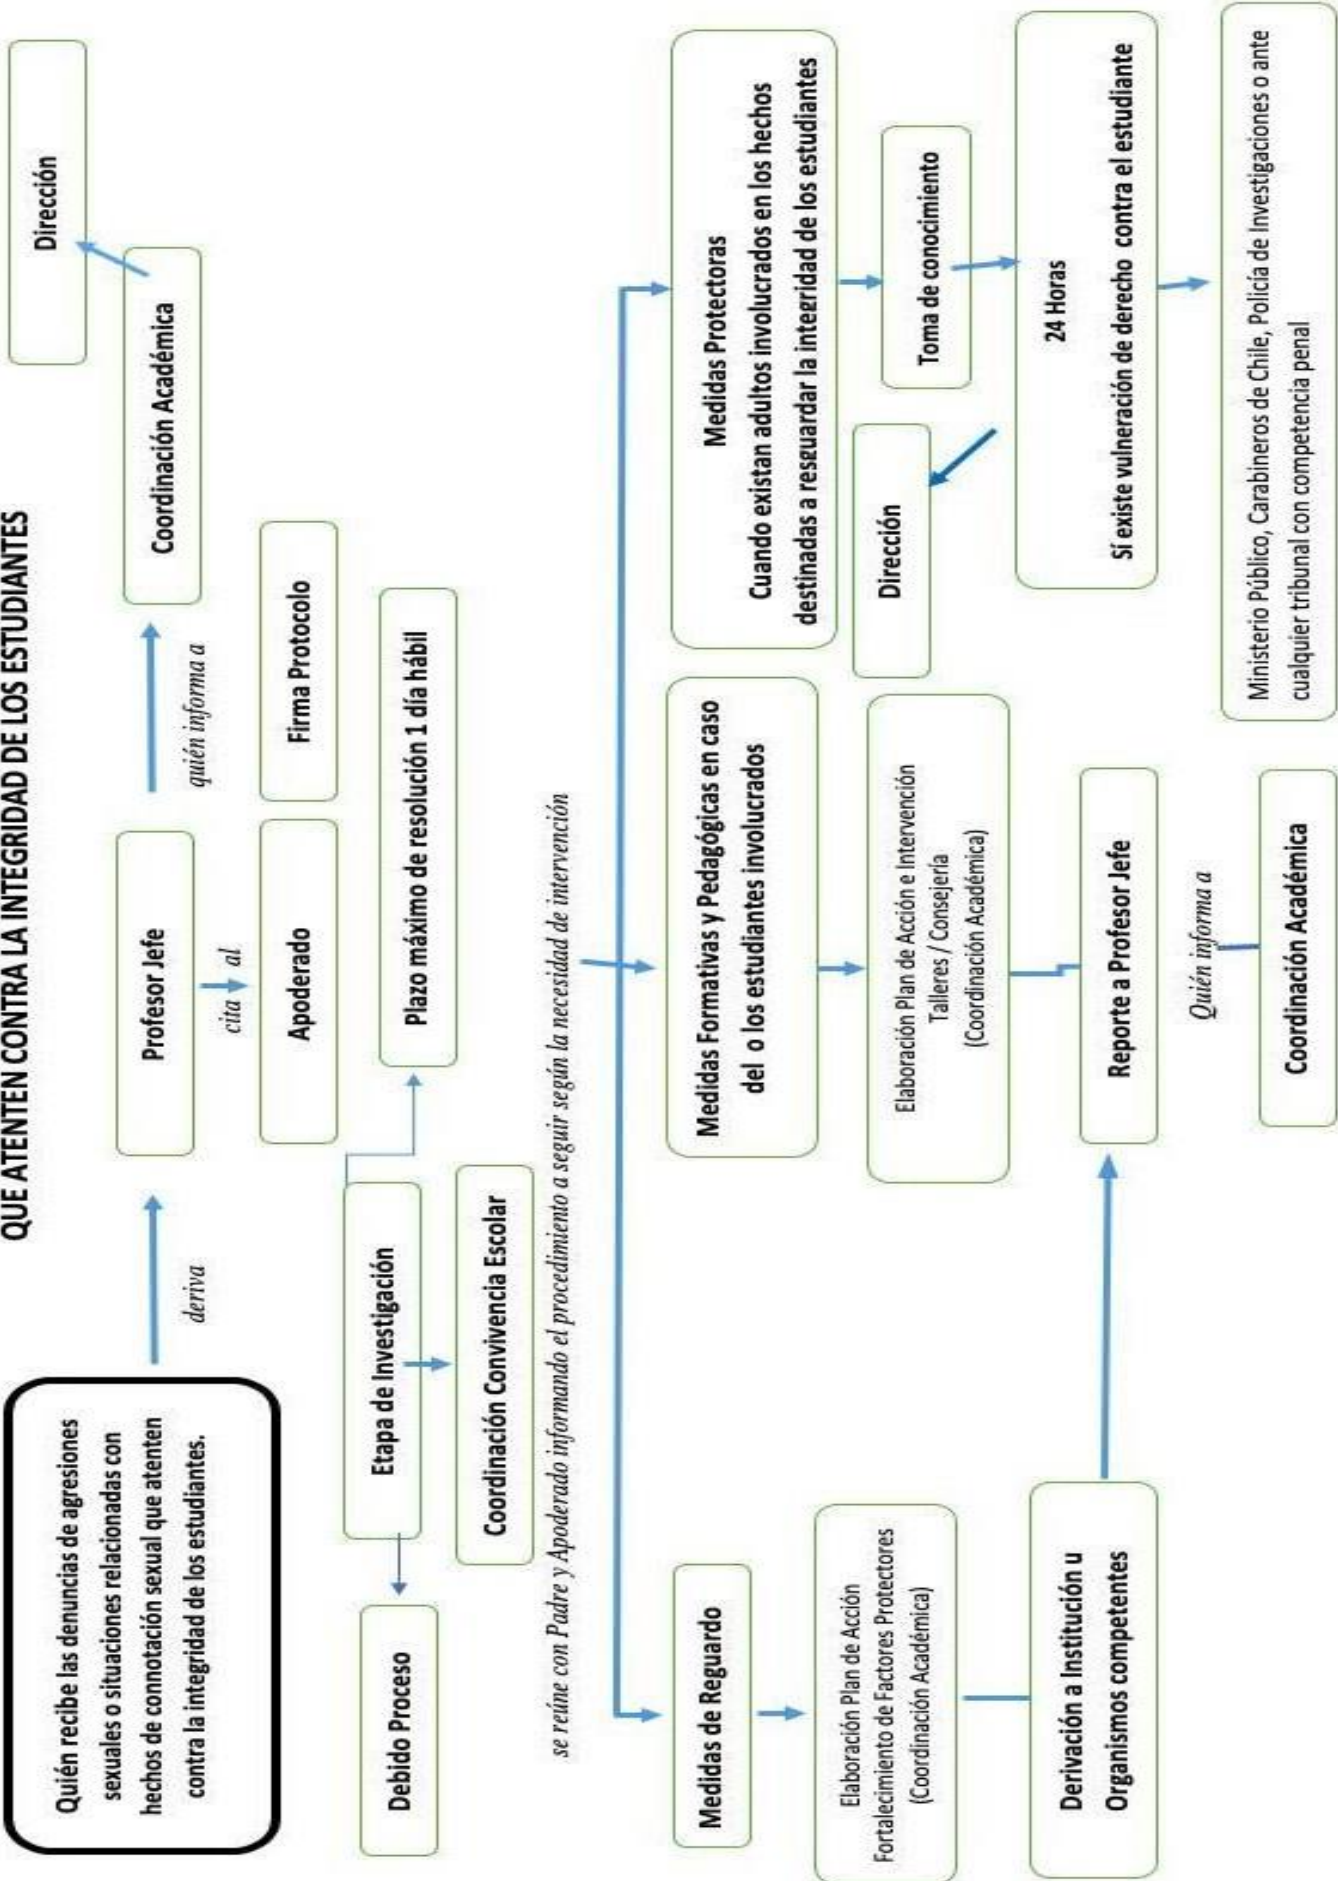 QUE ATENTEN CONTRA LA INTEGRIDAD DE LOS ESTUDIANTES
Quién recibe las denuncias de agresiones
sexuales o situaciones relacionadas con
hechos de connotación sexual que atenten
contra la integridad de los estudiantes.
deriva
Profesor Jefe
quién informa a
Coordinación Académica
Dirección
cita al
Apoderado
Firma Protocolo
Etapa de Investigación
Plazo máximo de resolución 1 día hábil
Debido Proceso
Coordinación Convivencia Escolar
se reúne con Padre y Apoderado informando el procedimiento a seguir según la necesidad de intervención
Medidas de Reguardo
Elaboración Plan de Acción
Fortalecimiento de Factores Protectores
(Coordinación Académica)
Derivación a Institución u
Organismos competentes
Medidas Formativas y Pedagógicas en caso
del o los estudiantes involucrados
Elaboración Plan de Acción e Intervención
Talleres / Consejería
(Coordinación Académica)
Reporte a Profesor Jefe
Quién informa a
Coordinación Académica
Medidas Protectoras
Cuando existan adultos involucrados en los hechos
destinadas a resguardar la integridad de los estudiantes
Toma de conocimiento
Dirección
24 Horas
Sí existe vulneración de derecho contra el estudiante
Ministerio Público, Carabineros de Chile, Policía de Investigaciones o ante
cualquier tribunal con competencia penal